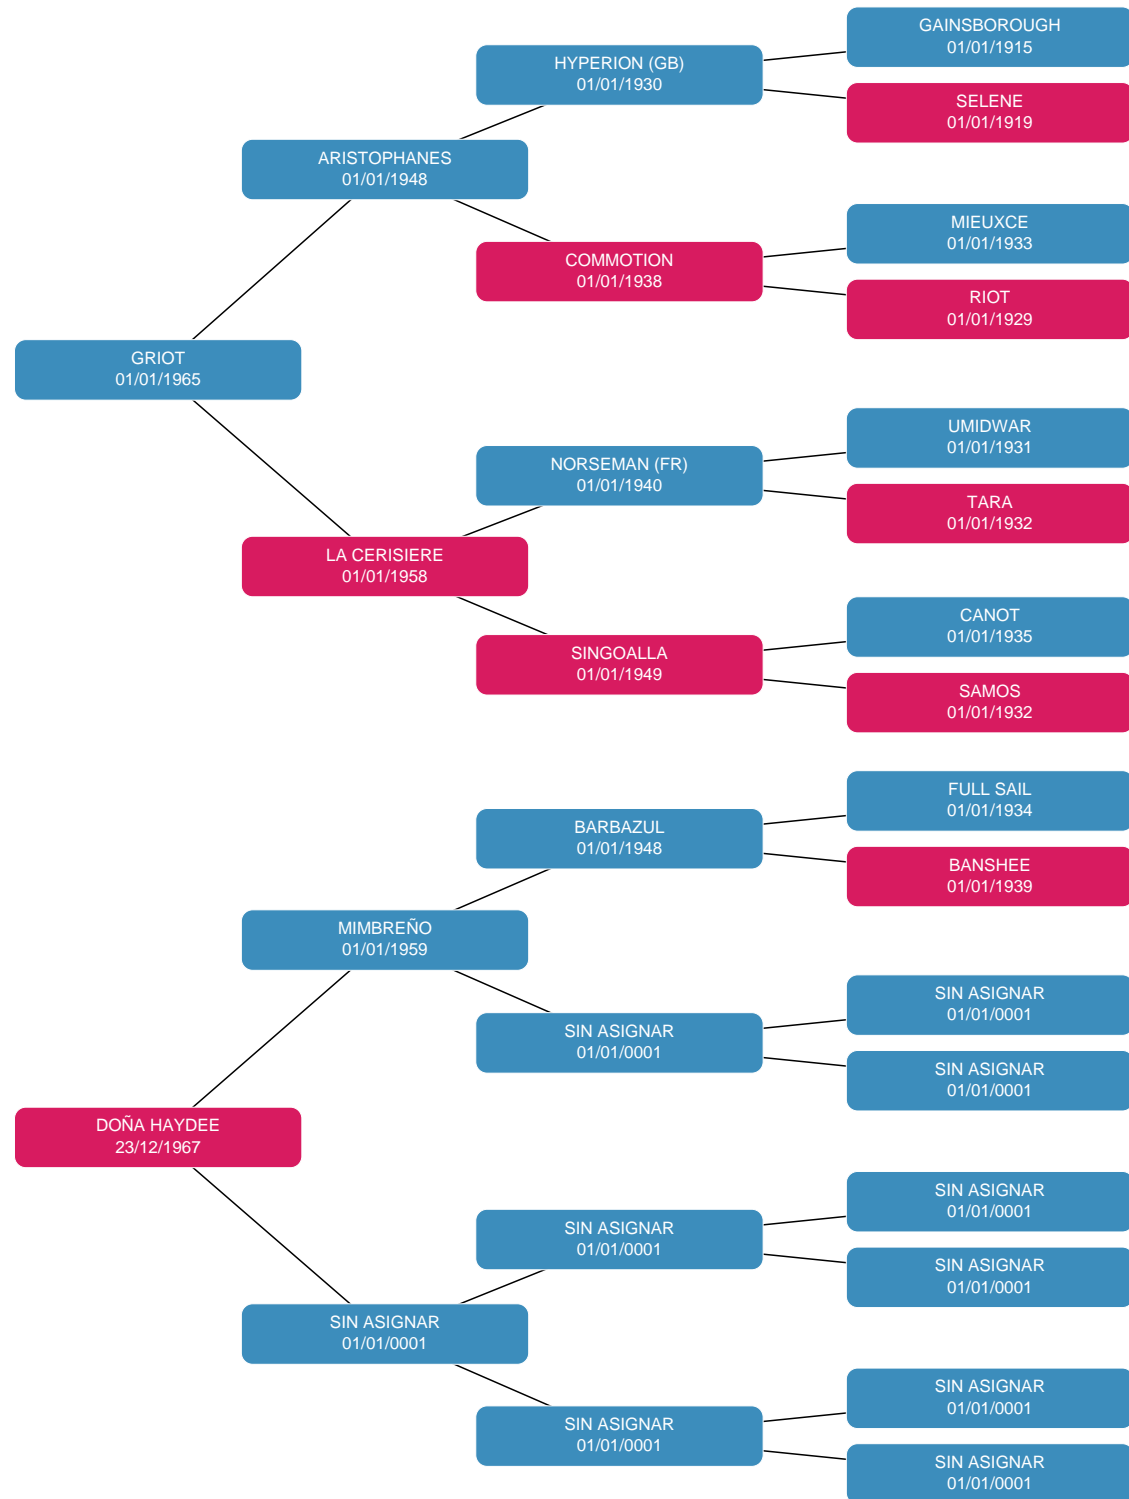 GAINSBOROUGH
01/01/1915
HYPERION (GB)
01/01/1930
SELENE
01/01/1919
ARISTOPHANES
01/01/1948
MIEUXCE
01/01/1933
COMMOTION
01/01/1938
RIOT
01/01/1929
GRIOT
01/01/1965
UMIDWAR
01/01/1931
NORSEMAN (FR)
01/01/1940
TARA
01/01/1932
LA CERISIERE
01/01/1958
CANOT
01/01/1935
SINGOALLA
01/01/1949
SAMOS
01/01/1932
FULL SAIL
01/01/1934
BARBAZUL
01/01/1948
BANSHEE
01/01/1939
MIMBREÑO
01/01/1959
SIN ASIGNAR
01/01/0001
SIN ASIGNAR
01/01/0001
SIN ASIGNAR
01/01/0001
DOÑA HAYDEE
23/12/1967
SIN ASIGNAR
01/01/0001
SIN ASIGNAR
01/01/0001
SIN ASIGNAR
01/01/0001
SIN ASIGNAR
01/01/0001
SIN ASIGNAR
01/01/0001
SIN ASIGNAR
01/01/0001
SIN ASIGNAR
01/01/0001